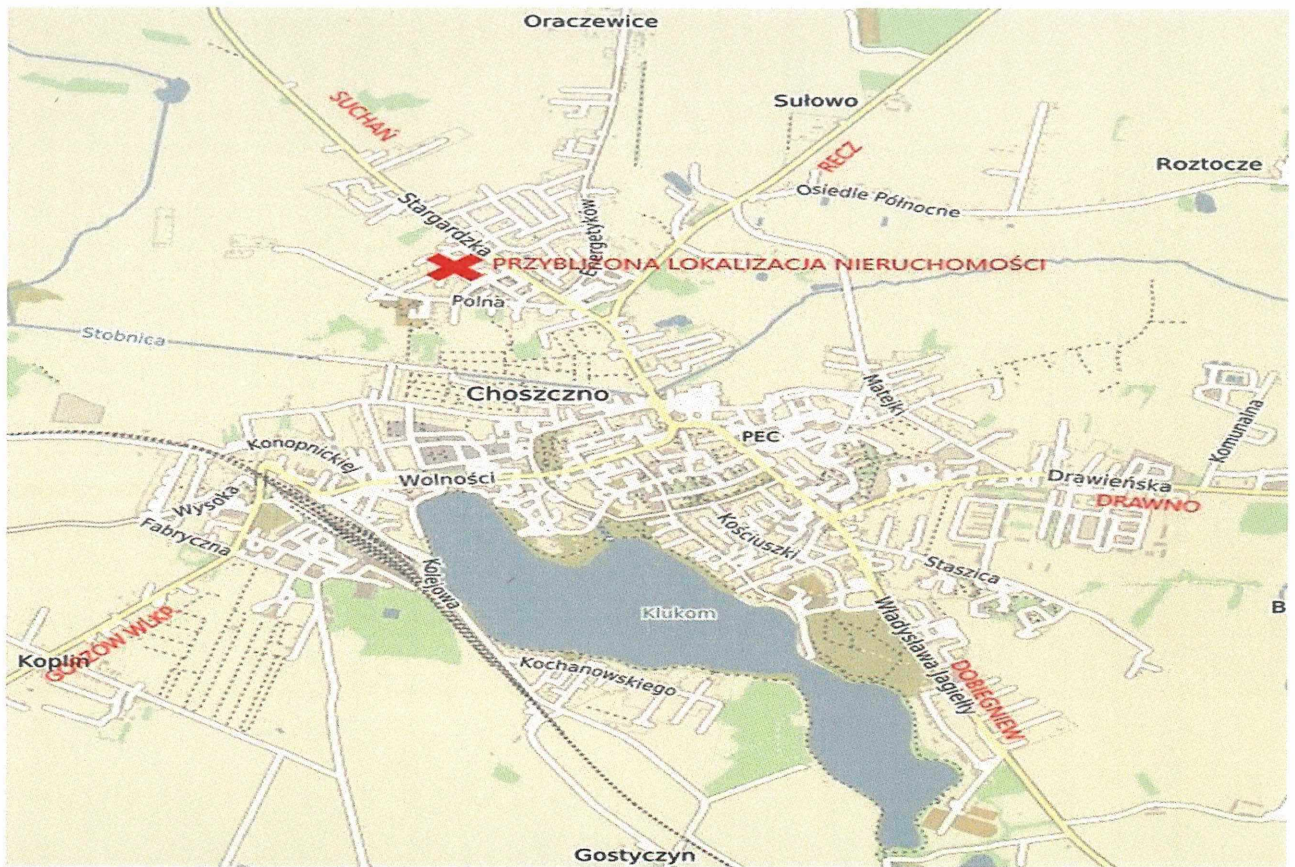 Oraczewice
SUCHAŃ
Sułowo
RECZ
Roztocze
Osiedle Północne
Stargardzka
Energetyków
PRZYBLIŻONA LOKALIZACJA NIERUCHOMOŚCI
Polna
Stobnica
Choszczno
Matejki
PEC
Komunalna
Konopnickiej
Wolności
Drawieńska
DRAWNO
Wysoka
Fabryczna
Kościuszki
Staszica
Kolejowa
Klukom
Władysława Jagiełły
B
GORZÓW WLKP
Koplin
Kochanowskiego
DOBIEGNIEW
Gostyczyn